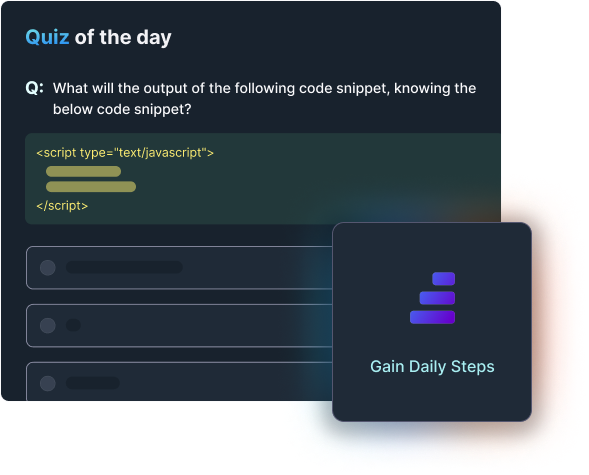 Quiz of the day
Q: What will the output of the following code snippet, knowing the
below code snippet?
<script type="text/javascript">
</script>
Gain Daily Steps